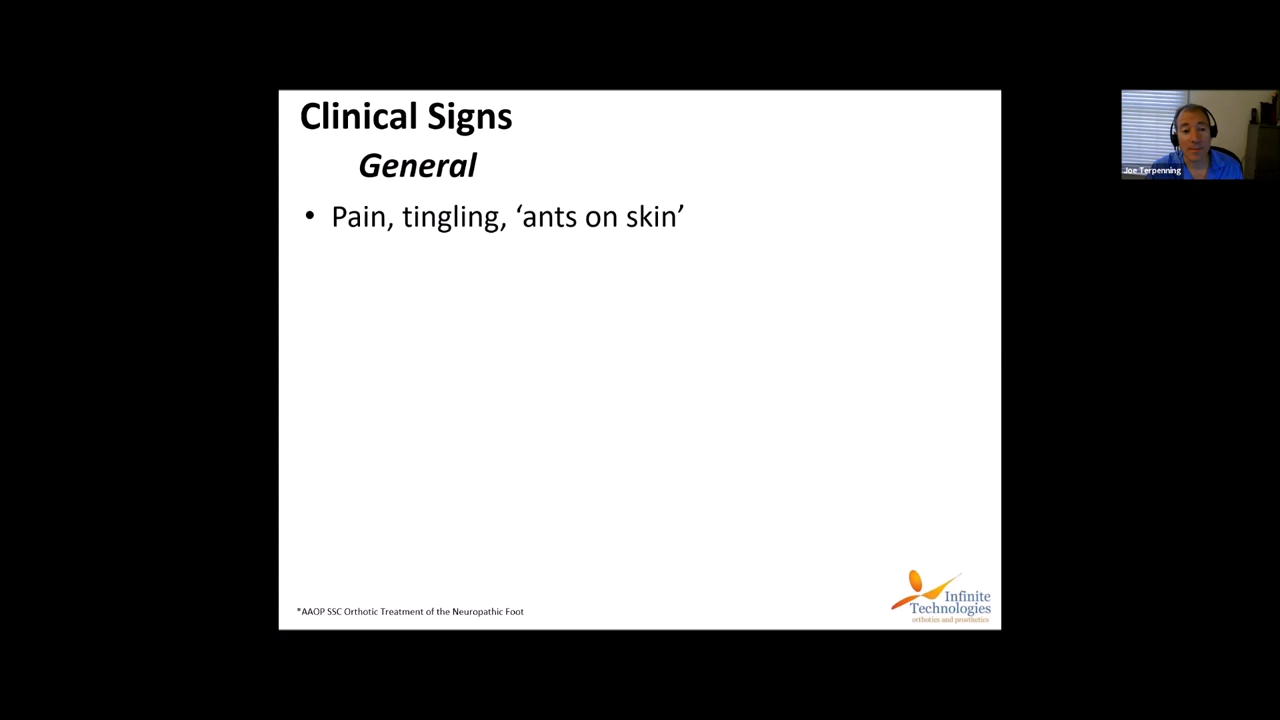 Clinical Signs
General
• Pain, tingling, ‘ants on skin’
*AAOP SSC Orthotic Treatment of the Neuropathic Foot
Infinite
Technologies
orthotics and prosthetics
Joe Terpenning